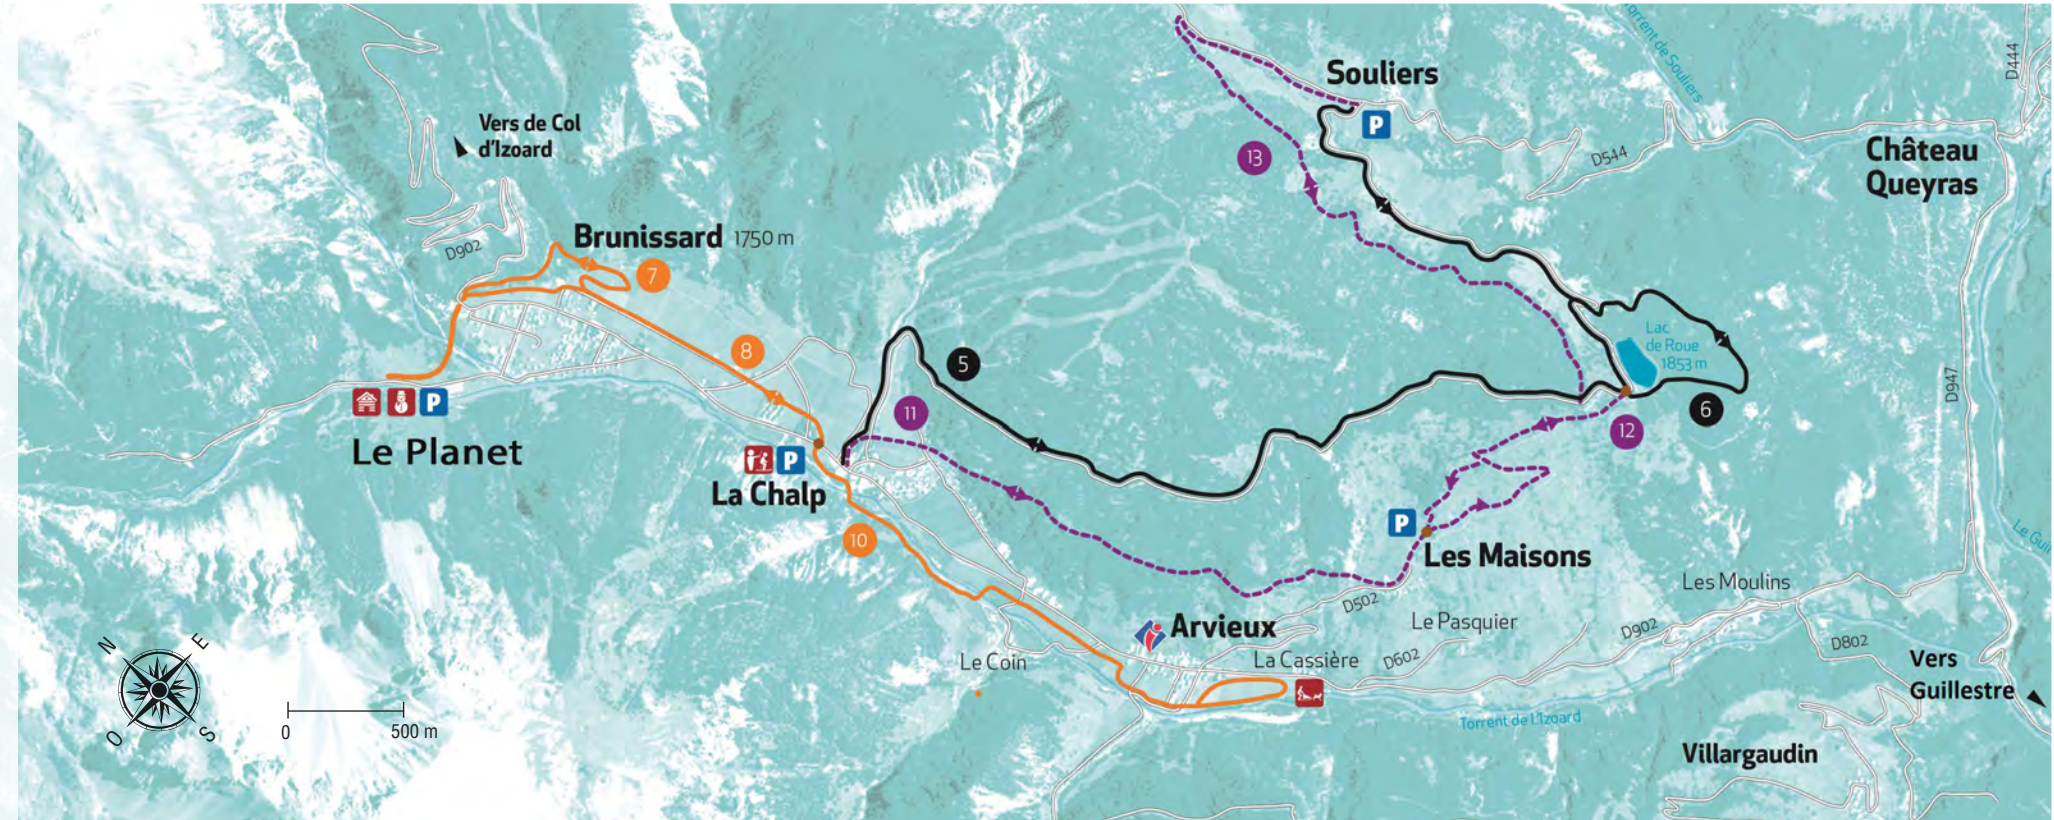 Torrent de Souliers
D444
Souliers
P
Vers de Col
d'Izoard
13
D544
Château
Queyras
Brunissard 1750 m
D902
7
8
5
11
Lac
de Roue
1853 m
6
12
D947
P
Le Planet
P
La Chalp
10
P
Les Maisons
Le Guil
Les Moulins
D502
Le Pasquier
D902
Arvieux
La Cassière
D602
Le Coin
D802
Vers
Guillestre
Torrent de L'Izoard
Villargaudin
N
E
O
S
0
500 m